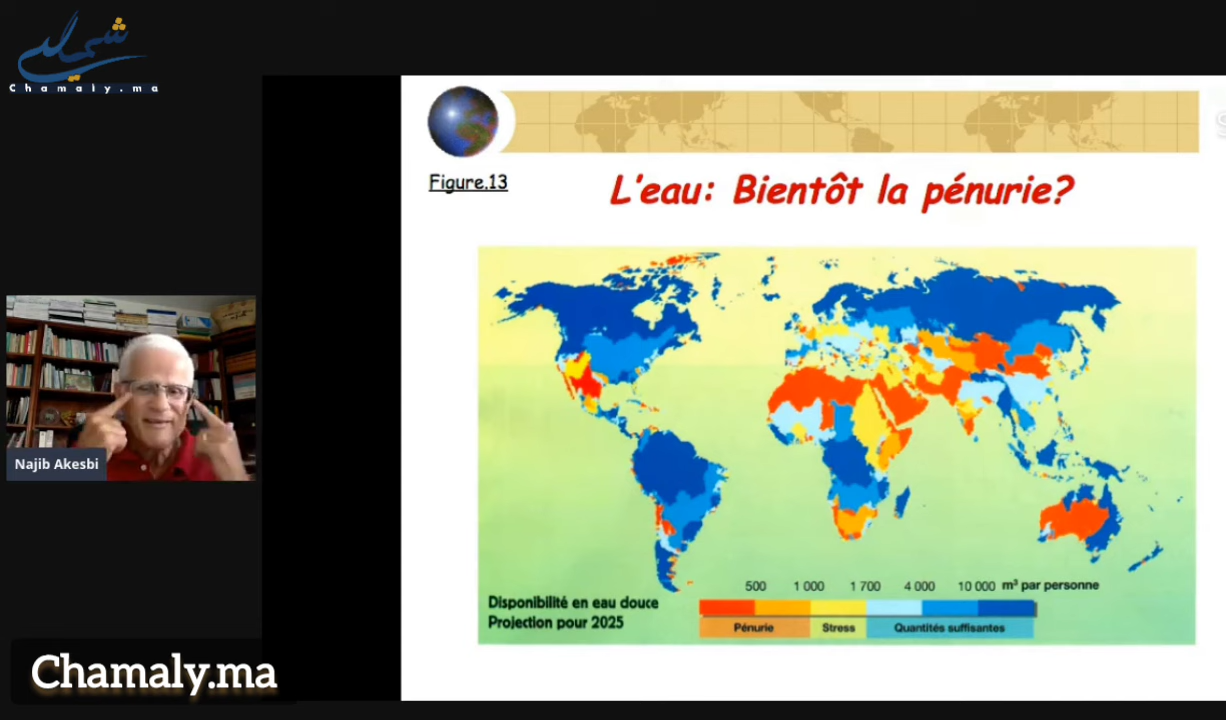 شمالي
Chamaly.ma
Figure.13
L'eau: Bientôt la pénurie?
Najib Akesbi
500 1 000 1 700 4 000 10 000 m³ par personne
Disponibilité en eau douce
Projection pour 2025
Pénurie Stress Quantités suffisantes
Chamaly.ma